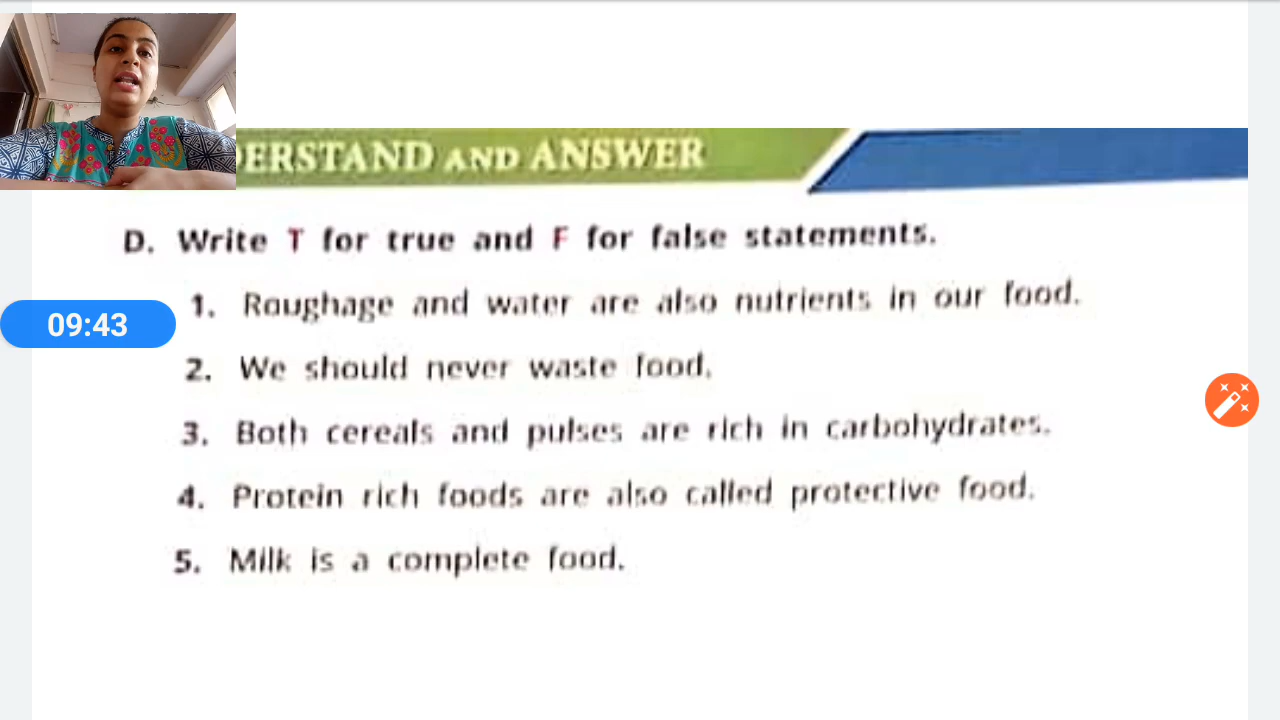 DERSTAND AND ANSWER
D. Write T for true and F for false statements.
1. Roughage and water are also nutrients in our food.
09:43
2. We should never waste food.
3. Both cereals and pulses are rich in carbohydrates.
4. Protein rich foods are also called protective food.
5. Milk is a complete food.